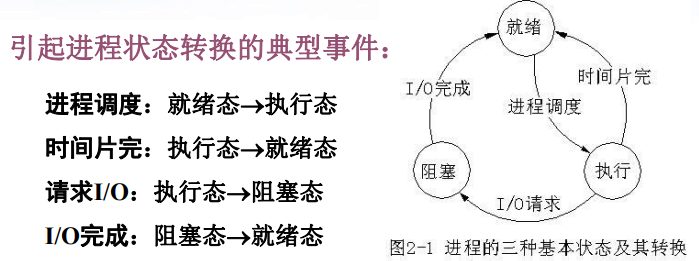 引起进程状态转换的典型事件：
进程调度：就绪态→执行态
时间片完：执行态→就绪态
请求I/O：执行态→阻塞态
I/O完成：阻塞态→就绪态
就绪
I/O完成
时间片完
进程调度
阻塞
执行
I/O请求
图2-1 进程的三种基本状态及其转换